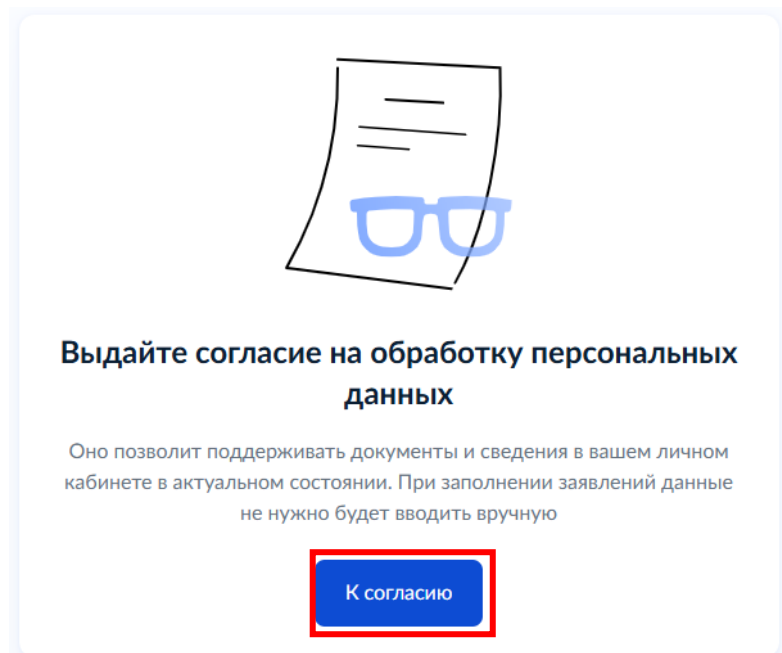 Выдайте согласие на обработку персональных
данных
Оно позволит поддерживать документы и сведения в вашем личном
кабинете в актуальном состоянии. При заполнении заявлений данные
не нужно будет вводить вручную
К согласию